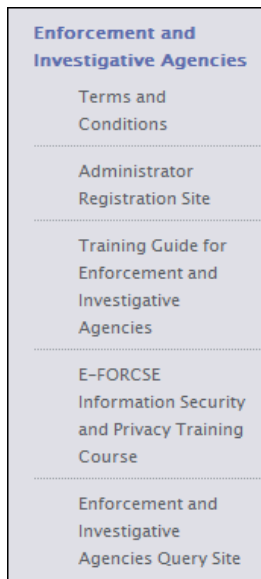 Enforcement and
Investigative Agencies
Terms and
Conditions
Administrator
Registration Site
Training Guide for
Enforcement and
Investigative
Agencies
E-FORCSE
Information Security
and Privacy Training
Course
Enforcement and
Investigative
Agencies Query Site